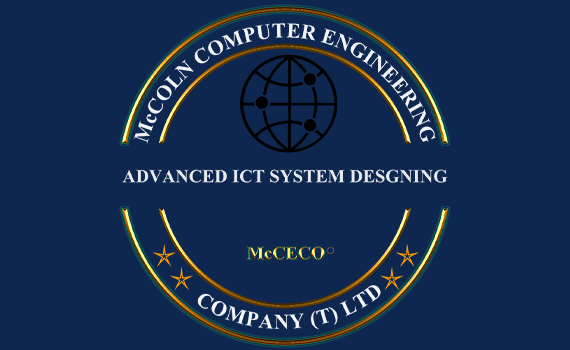 McCOLN COMPUTER ENGINEERING
ADVANCED ICT SYSTEM DESGNING
McCECO°
COMPANY (T) LTD